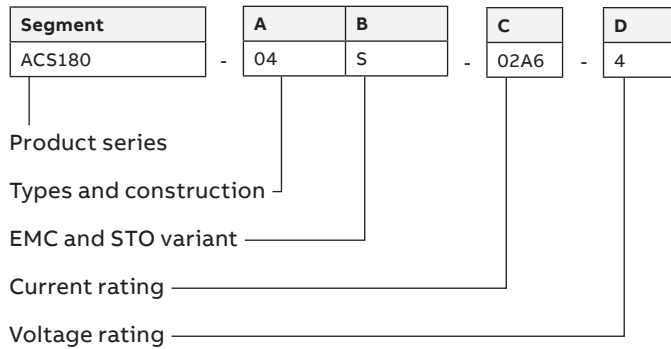 Segment A B C D
ACS180 - 04 S - 02A6 - 4
Product series
Types and construction
EMC and STO variant
Current rating
Voltage rating